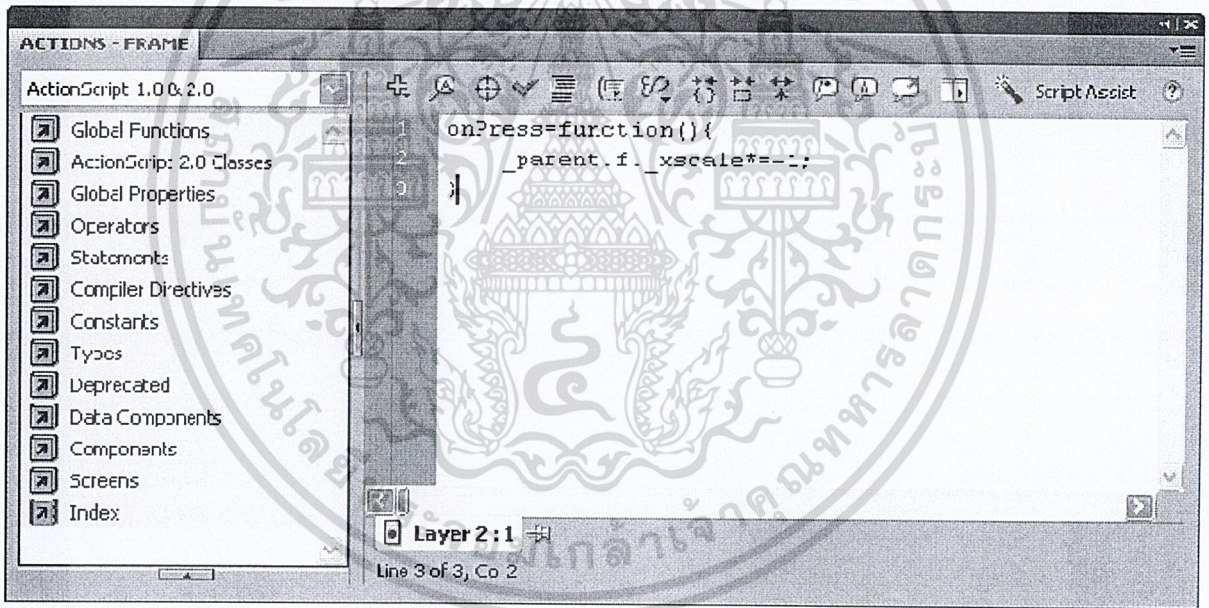 ACTIONS - FRAME
ActionScript 1.0 & 2.0
Script Assist
Global Functions
ActionScript 2.0 Classes
Global Properties
Operators
Statements
Compiler Directives
Constants
Types
Deprecated
Data Components
Components
Screens
Index
1 onPress=function(){
2 _parent.f._xscale*=-1;
3 }
Layer 2 : 1
Line 3 of 3, Co 2